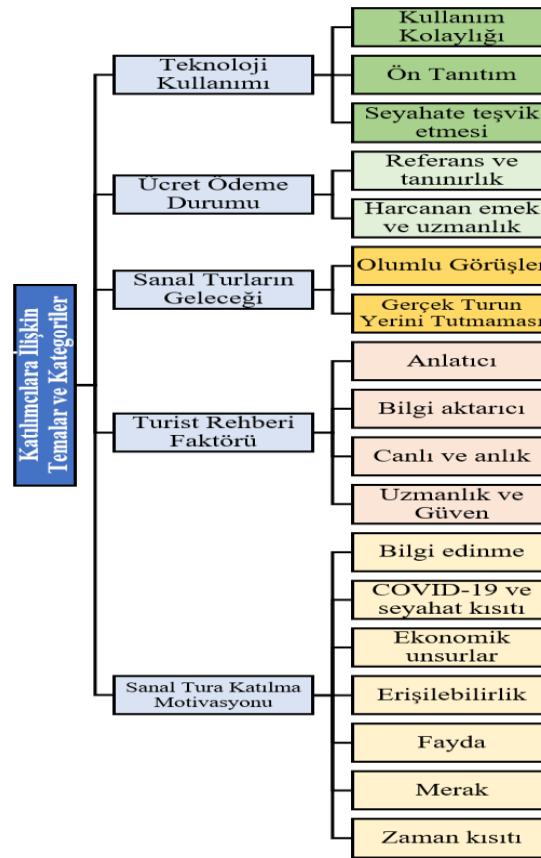 Katılımcılara İlişkin
Temalar ve Kategoriler
Teknoloji
Kullanımı
Kullanım
Kolaylığı
Ön Tanıtım
Seyahate teşvik
etmesi
Ücret Ödeme
Durumu
Referans ve
tanınırlık
Harcanan emek
ve uzmanlık
Sanal Turların
Geleceği
Olumlu Görüşler
Gerçek Turun
Yerini Tutmaması
Turist Rehberi
Faktörü
Anlatıcı
Bilgi aktarıcı
Canlı ve anlık
Uzmanlık ve
Güven
Sanal Tura Katılma
Motivasyonu
Bilgi edinme
COVID-19 ve
seyahat kısıtı
Ekonomik
unsurlar
Erişilebilirlik
Fayda
Merak
Zaman kısıtı